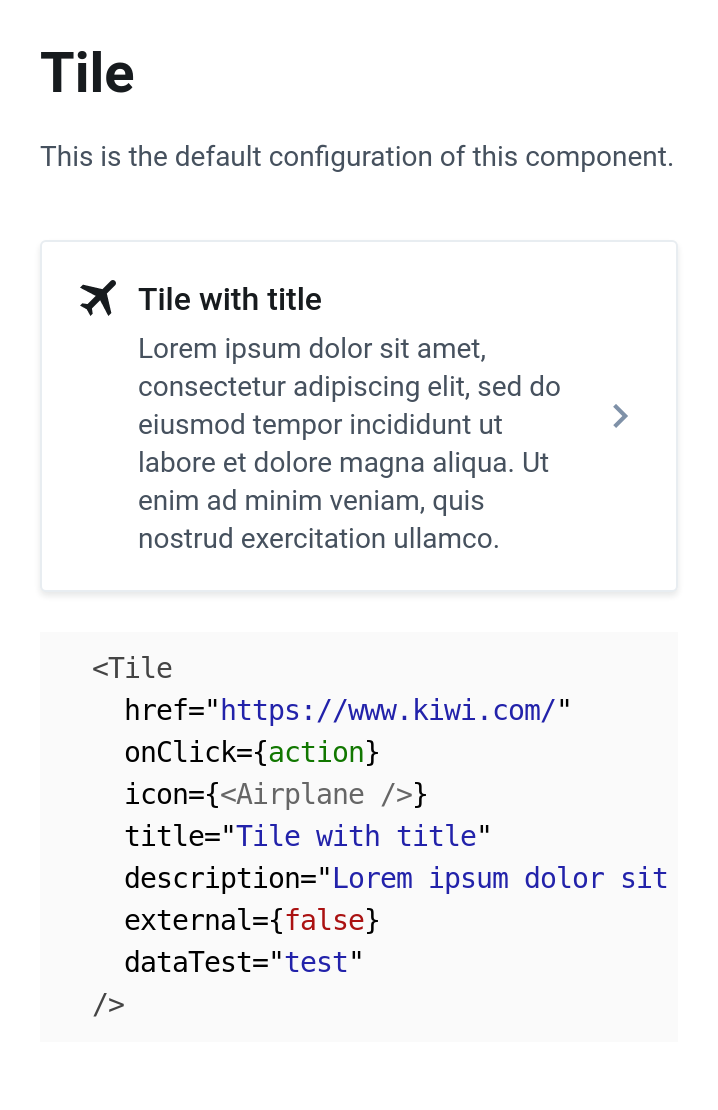 Tile
This is the default configuration of this component.
Tile with title
Lorem ipsum dolor sit amet,
consectetur adipiscing elit, sed do
eiusmod tempor incididunt ut
labore et dolore magna aliqua. Ut
enim ad minim veniam, quis
nostrud exercitation ullamco.
<Tile
  href="https://www.kiwi.com/"
  onClick={action}
  icon={<Airplane />}
  title="Tile with title"
  description="Lorem ipsum dolor sit
  external={false}
  dataTest="test"
/>